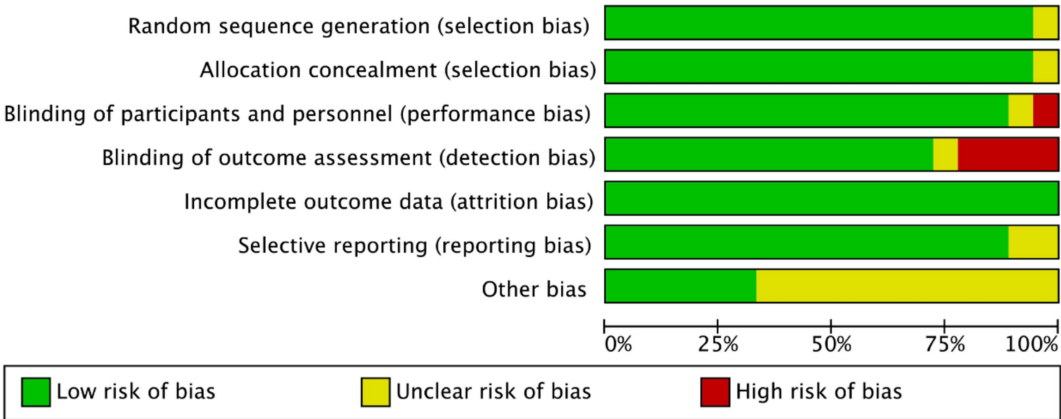 Random sequence generation (selection bias)
Allocation concealment (selection bias)
Blinding of participants and personnel (performance bias)
Blinding of outcome assessment (detection bias)
Incomplete outcome data (attrition bias)
Selective reporting (reporting bias)
Other bias
0% 25% 50% 75% 100%
Low risk of bias Unclear risk of bias High risk of bias